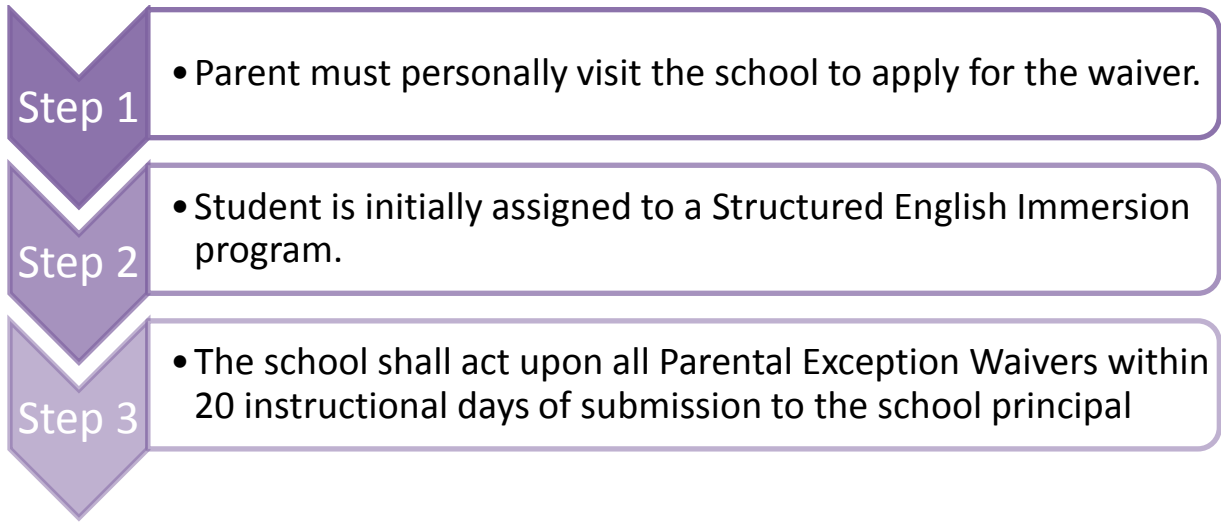 Step 1
•Parent must personally visit the school to apply for the waiver.
Step 2
•Student is initially assigned to a Structured English Immersion
program.
Step 3
•The school shall act upon all Parental Exception Waivers within
20 instructional days of submission to the school principal